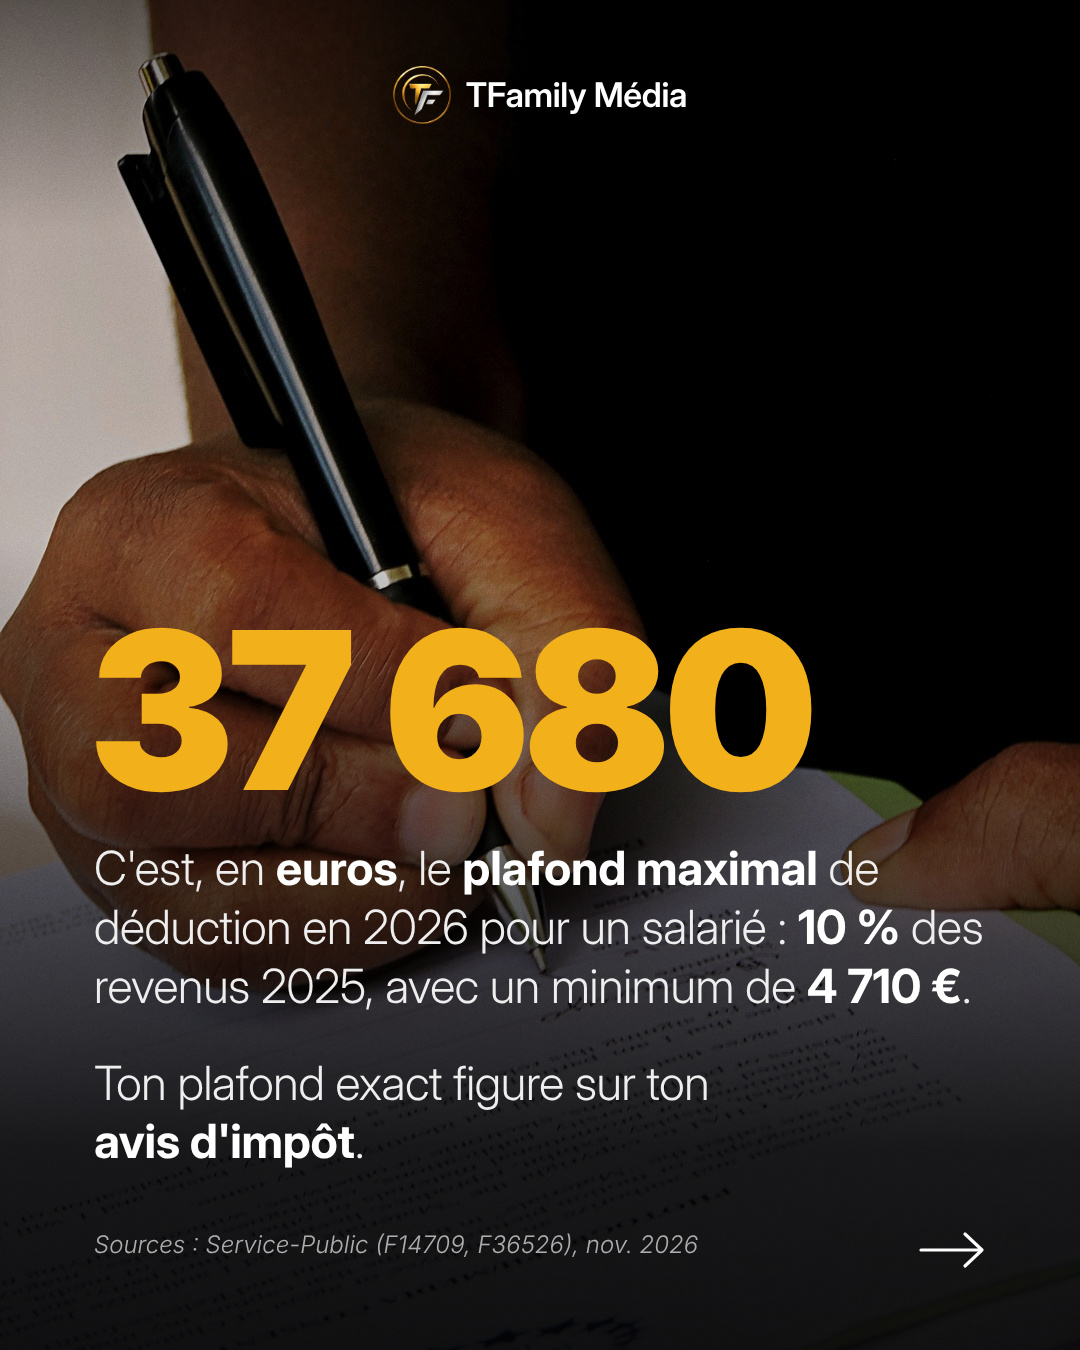 TFamily Média
37 680
C'est, en euros, le plafond maximal de
déduction en 2026 pour un salarié : 10 % des
revenus 2025, avec un minimum de 4 710 €.
Ton plafond exact figure sur ton
avis d'impôt.
Sources : Service-Public (F14709, F36526), nov. 2026